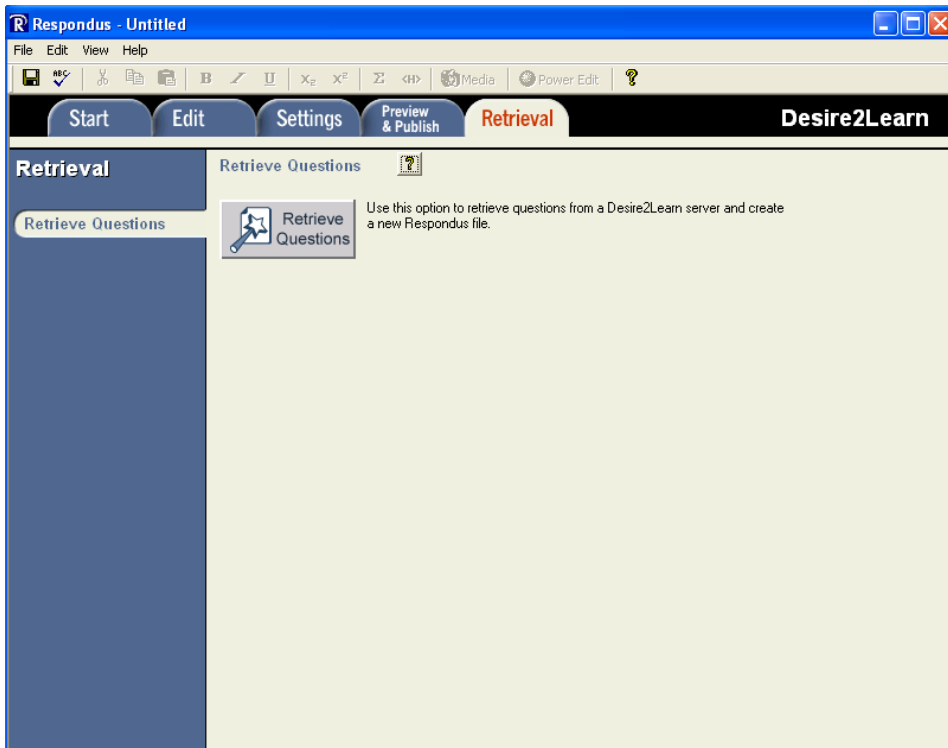 Respondus - Untitled
File Edit View Help
ABC B I U X₂ X² Σ <H> Media Power Edit ?
Start Edit Settings Preview & Publish Retrieval Desire2Learn
Retrieval
Retrieve Questions ?
Retrieve Questions
Retrieve Questions
Use this option to retrieve questions from a Desire2Learn server and create
a new Respondus file.